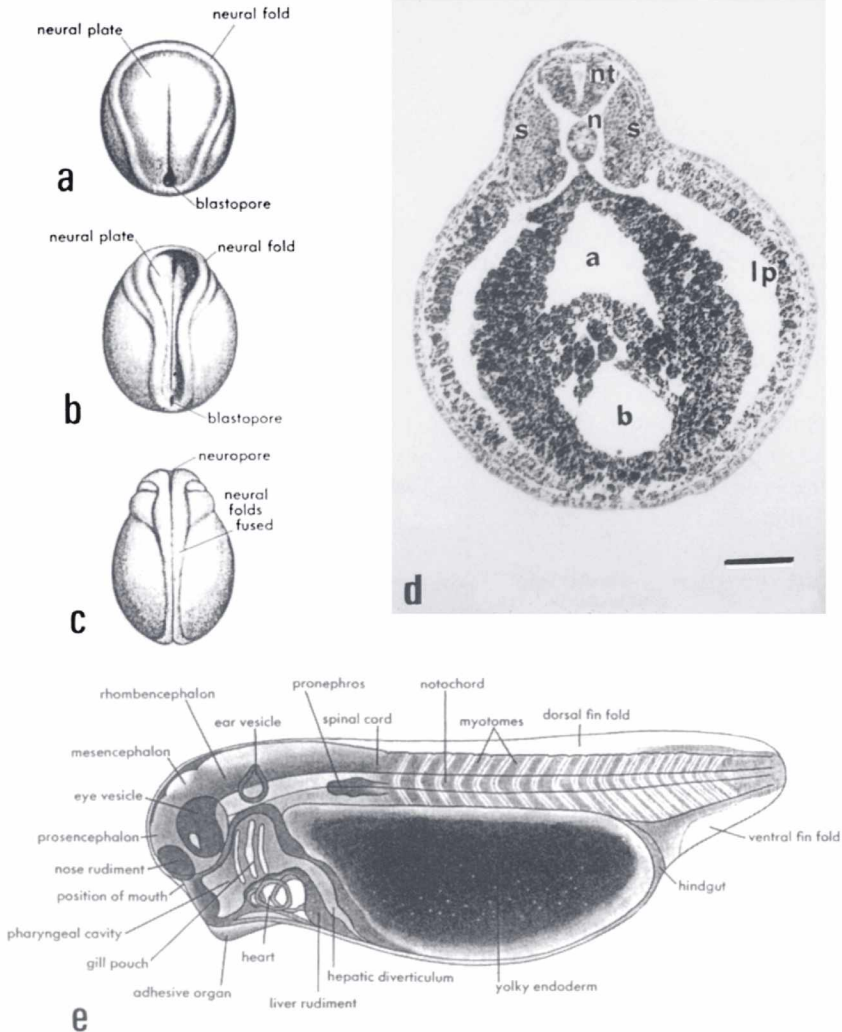 neural fold
neural plate
a
blastopore
neural plate
neural fold
b
blastopore
neuropore
neural
folds
fused
c
nt
n
s
s
a
lp
b
d
rhombencephalon
pronephros
notochord
ear vesicle
spinal cord
myotomes
dorsal fin fold
mesencephalon
eye vesicle
prosencephalon
nose rudiment
position of mouth
pharyngeal cavity
gill pouch
adhesive organ
heart
liver rudiment
hepatic diverticulum
yolky endoderm
hindgut
ventral fin fold
e